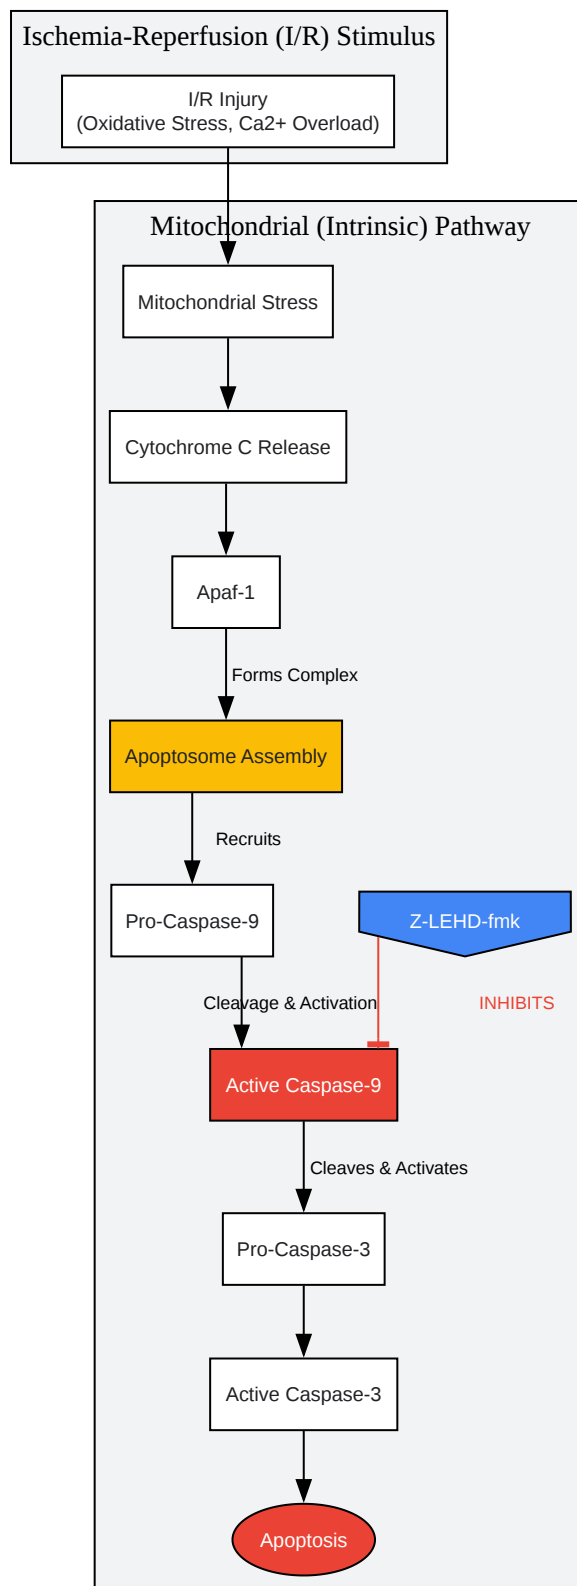 Ischemia-Reperfusion (I/R) Stimulus
I/R Injury
(Oxidative Stress, Ca2+ Overload)
Mitochondrial (Intrinsic) Pathway
Mitochondrial Stress
Cytochrome C Release
Apaf-1
Forms Complex
Apoptosome Assembly
Recruits
Pro-Caspase-9
Z-LEHD-fmk
Cleavage & Activation
INHIBITS
Active Caspase-9
Cleaves & Activates
Pro-Caspase-3
Active Caspase-3
Apoptosis